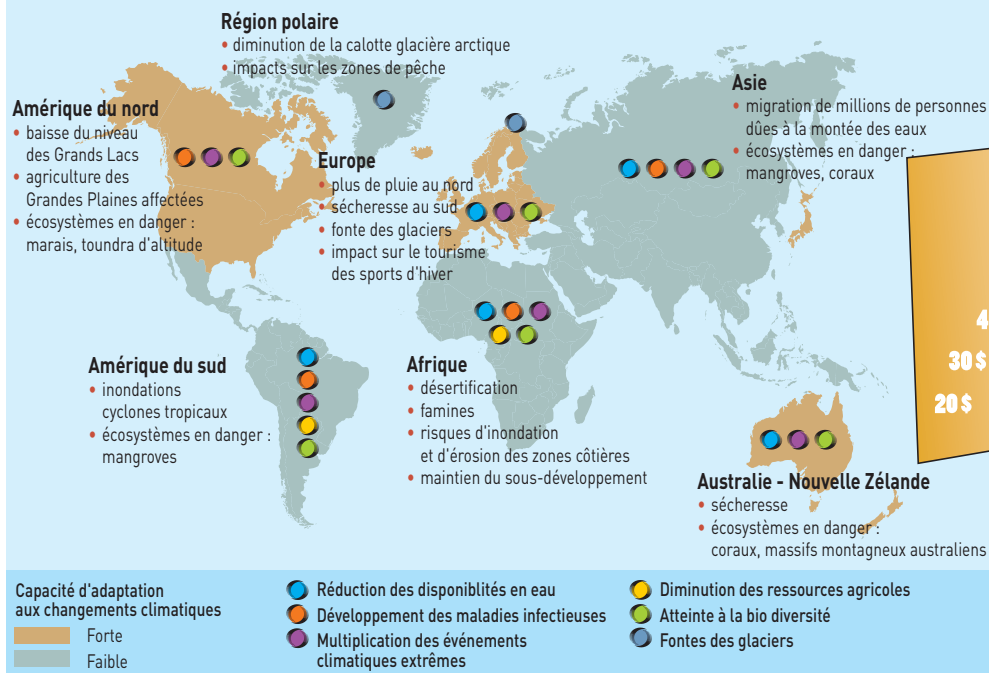 Région polaire
• diminution de la calotte glacière arctique
• impacts sur les zones de pêche
Amérique du nord
• baisse du niveau
des Grands Lacs
• agriculture des
Grandes Plaines affectées
• écosystèmes en danger :
marais, toundra d'altitude
Europe
• plus de pluie au nord
• sécheresse au sud
• fonte des glaciers
• impact sur le tourisme
des sports d'hiver
Asie
• migration de millions de personnes
dûes à la montée des eaux
• écosystèmes en danger :
mangroves, coraux
4
30$
20$
Amérique du sud
• inondations
cyclones tropicaux
• écosystèmes en danger :
mangroves
Afrique
• désertification
• famines
• risques d'inondation
et d'érosion des zones côtières
• maintien du sous-développement
Australie - Nouvelle Zélande
• sécheresse
• écosystèmes en danger :
coraux, massifs montagneux australiens
Capacité d'adaptation
aux changements climatiques
Forte
Faible
Réduction des disponiblités en eau
Développement des maladies infectieuses
Multiplication des événements
climatiques extrêmes
Diminution des ressources agricoles
Atteinte à la bio diversité
Fontes des glaciers